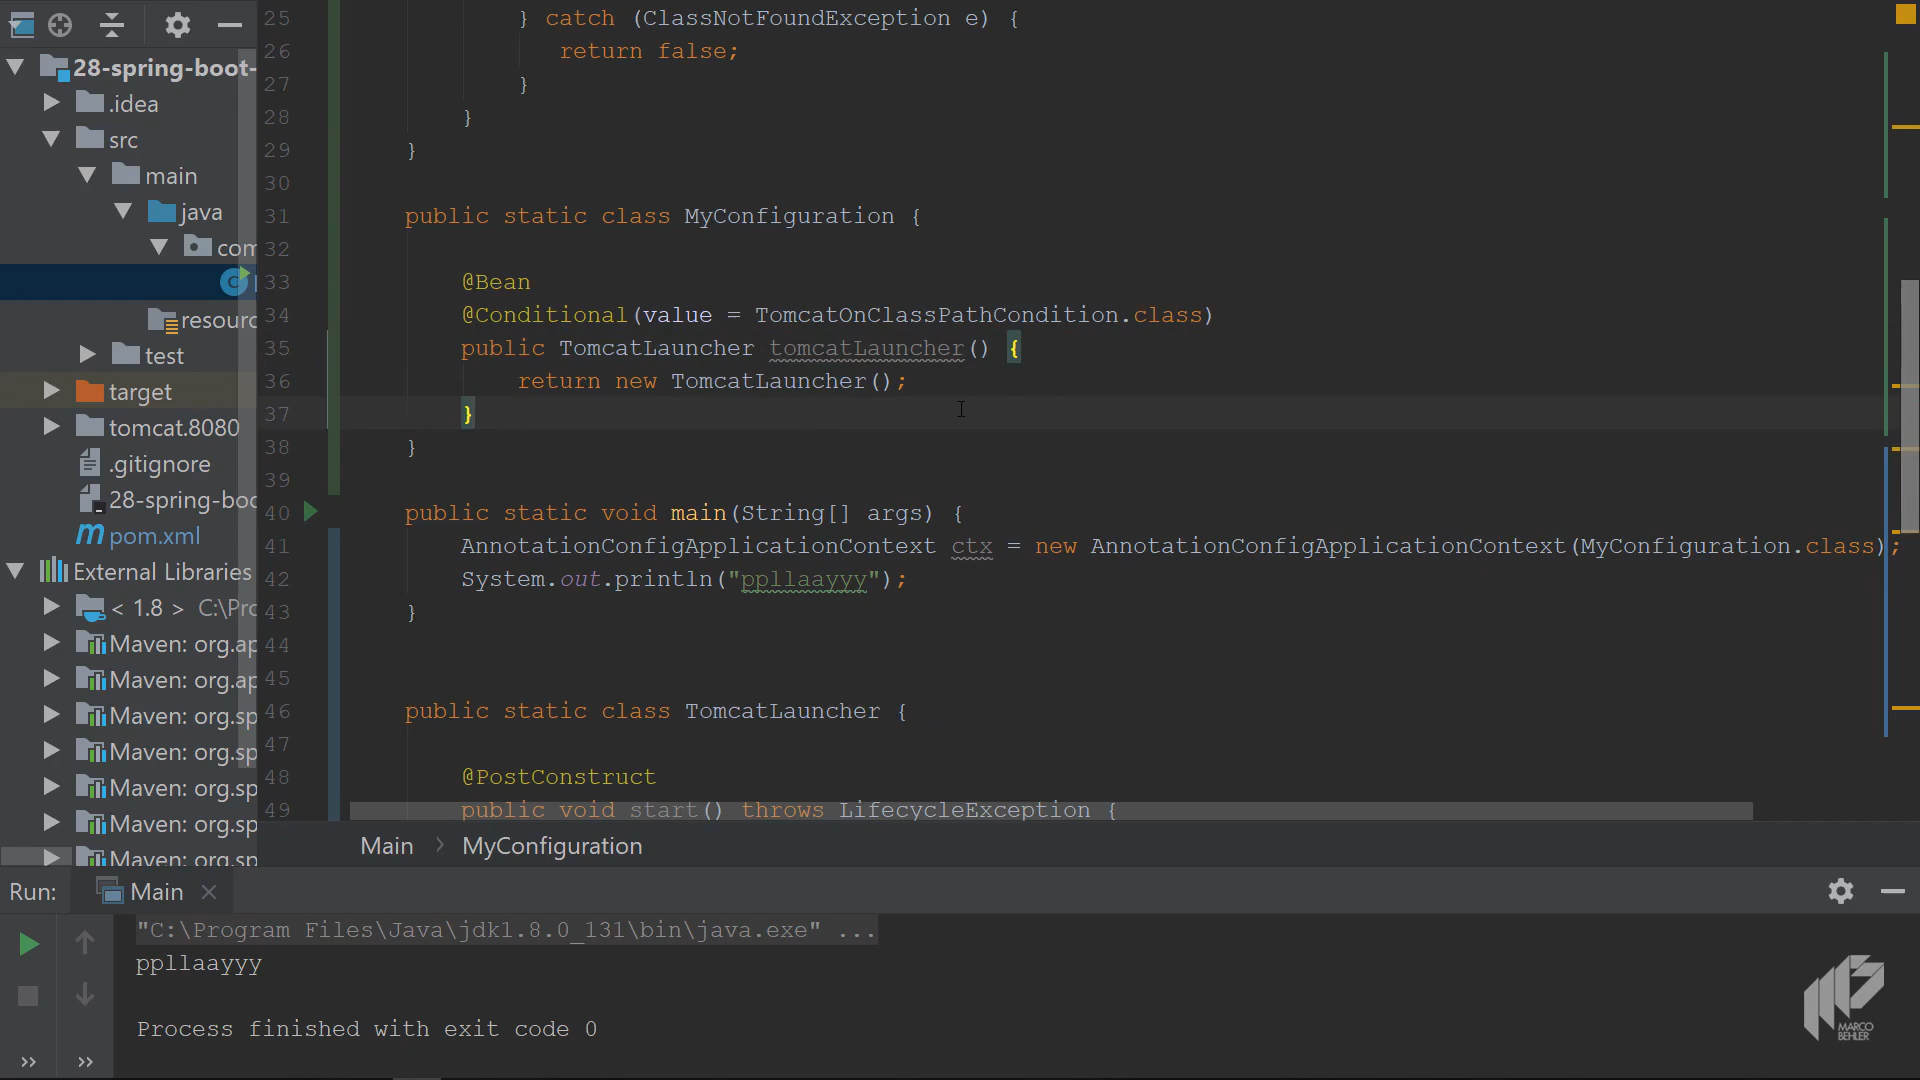 28-spring-boot-
.idea
src
main
java
com
resourc
test
target
tomcat.8080
.gitignore
28-spring-boo
pom.xml
External Libraries
< 1.8 > C:\Pro
Maven: org.ap
Maven: org.ap
Maven: org.sp
Maven: org.sp
Maven: org.sp
Maven: org.sp
Maven: org.sp
25 } catch (ClassNotFoundException e) {
26 return false;
27 }
28 }
29 }
30
31 public static class MyConfiguration {
32
33 @Bean
34 @Conditional(value = TomcatOnClassPathCondition.class)
35 public TomcatLauncher tomcatLauncher() {
36 return new TomcatLauncher();
37 }
38 }
39
40 public static void main(String[] args) {
41 AnnotationConfigApplicationContext ctx = new AnnotationConfigApplicationContext(MyConfiguration.class);
42 System.out.println("ppllaayyy");
43 }
44
45
46 public static class TomcatLauncher {
47
48 @PostConstruct
49 public void start() throws LifecycleException {
Main > MyConfiguration
Run: Main
"C:\Program Files\Java\jdk1.8.0_131\bin\java.exe" ...
ppllaayyy
Process finished with exit code 0
MARCO
BEHLER